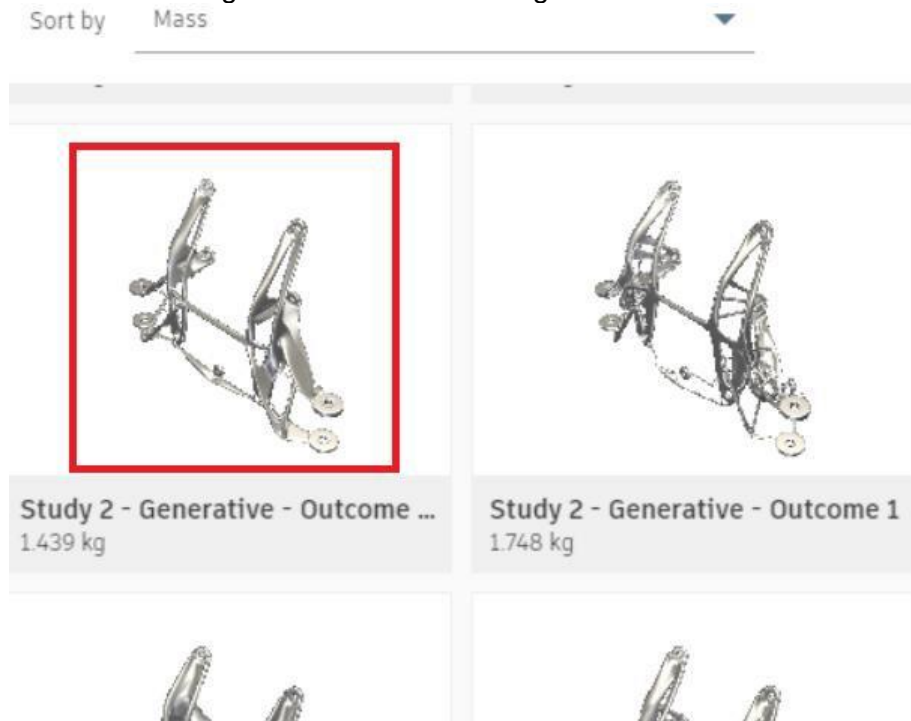 Sort by Mass
Study 2 - Generative - Outcome ...
1.439 kg
Study 2 - Generative - Outcome 1
1.748 kg